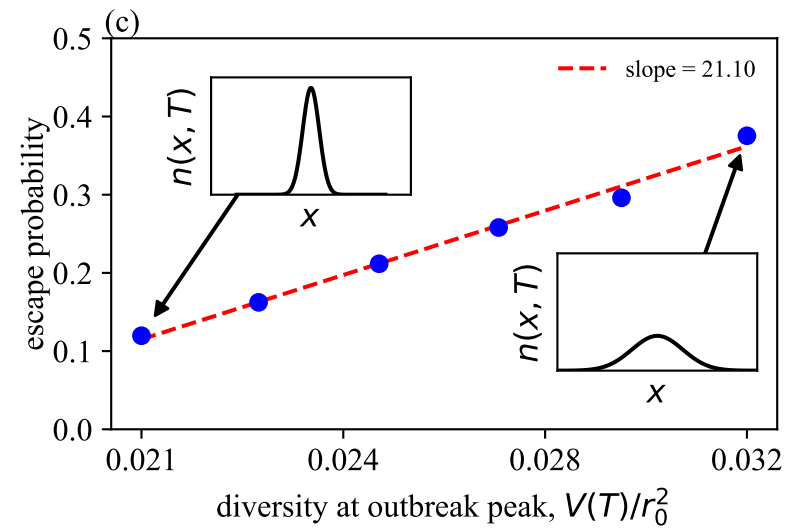 (c)
0.5
0.4
0.3
0.2
0.1
0.0
escape probability
slope = 21.10
n(x, T)
x
n(x, T)
x
0.021
0.024
0.028
0.032
diversity at outbreak peak, V(T)/r₀²